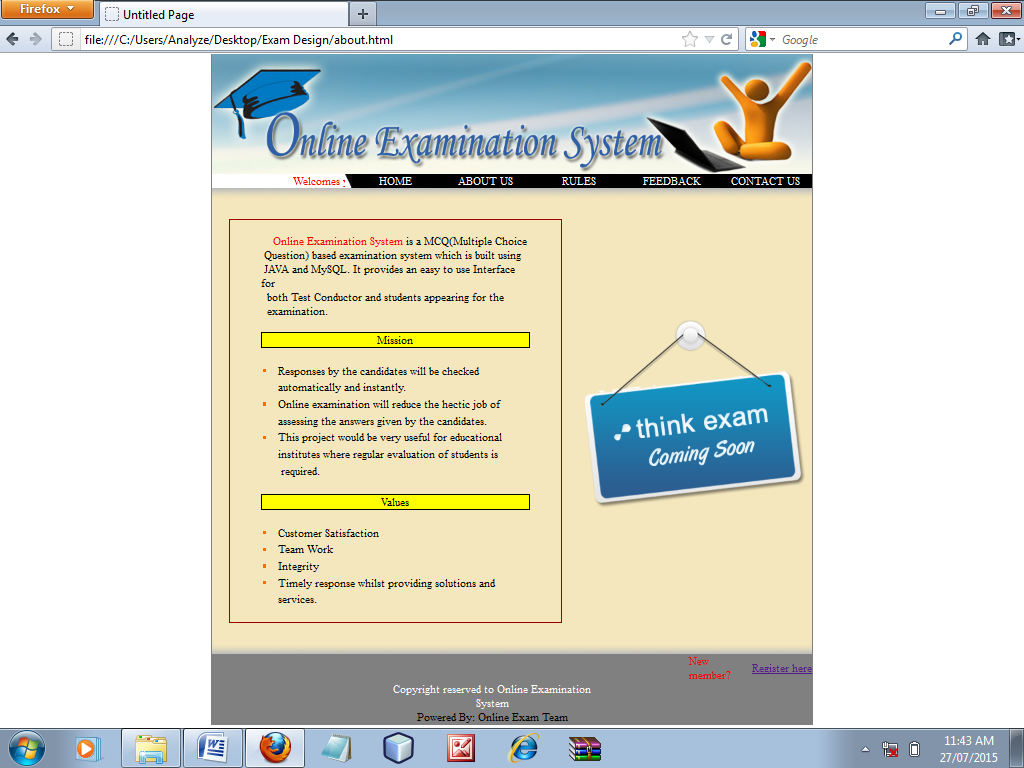 Firefox
Untitled Page
file:///C:/Users/Analyze/Desktop/Exam Design/about.html
Google
Online Examination System
Welcomes :
HOME
ABOUT US
RULES
FEEDBACK
CONTACT US
Online Examination System is a MCQ(Multiple Choice
Question) based examination system which is built using
JAVA and MySQL. It provides an easy to use Interface
for
both Test Conductor and students appearing for the
examination.
Mission
Responses by the candidates will be checked
automatically and instantly.
Online examination will reduce the hectic job of
assessing the answers given by the candidates.
This project would be very useful for educational
institutes where regular evaluation of students is
required.
Values
Customer Satisfaction
Team Work
Integrity
Timely response whilst providing solutions and
services.
think exam
Coming Soon
New
member?
Register here
Copyright reserved to Online Examination
System
Powered By: Online Exam Team
11:43 AM
27/07/2015